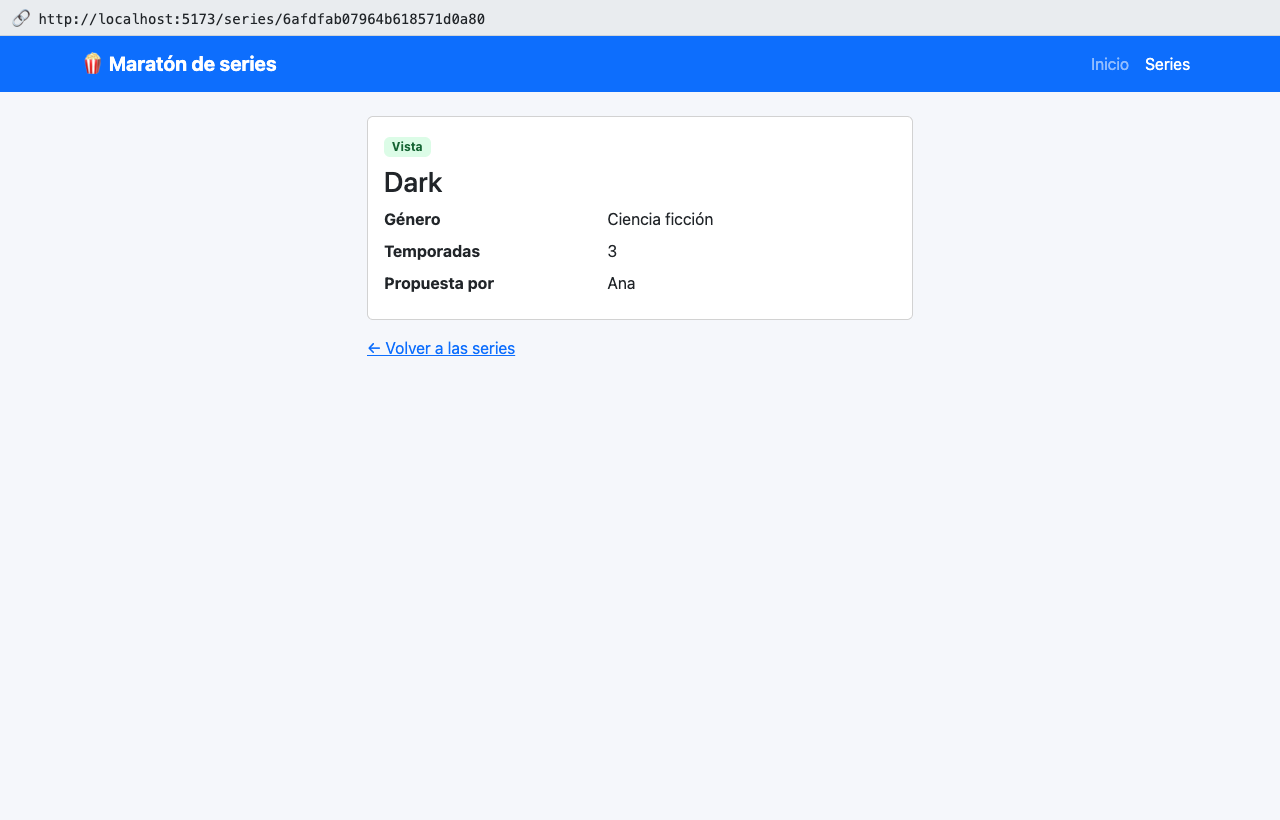 http://localhost:5173/series/6afdfab07964b618571d0a80
🍿 Maratón de series
Inicio
Series
Vista
Dark
Género
Ciencia ficción
Temporadas
3
Propuesta por
Ana
← Volver a las series